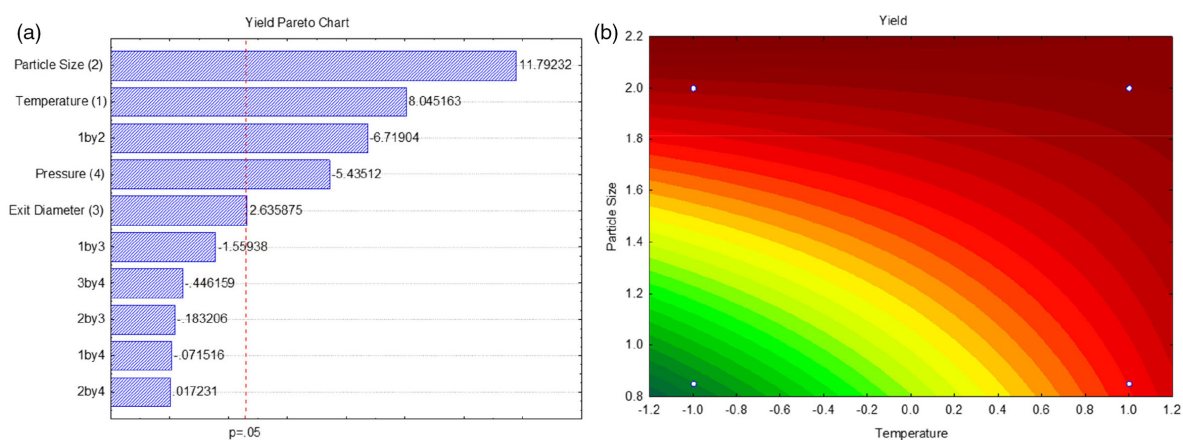 (a)
Yield Pareto Chart
Particle Size (2)
11.79232
Temperature (1)
8.045163
1by2
-6.71904
Pressure (4)
-5.43512
Exit Diameter (3)
2.635875
1by3
-1.55938
3by4
-.446159
2by3
-.183206
1by4
-.071516
2by4
.017231
p=.05
(b)
Yield
2.2
2.0
1.8
1.6
1.4
1.2
1.0
0.8
Particle Size
-1.2 -1.0 -0.8 -0.6 -0.4 -0.2 0.0 0.2 0.4 0.6 0.8 1.0 1.2
Temperature